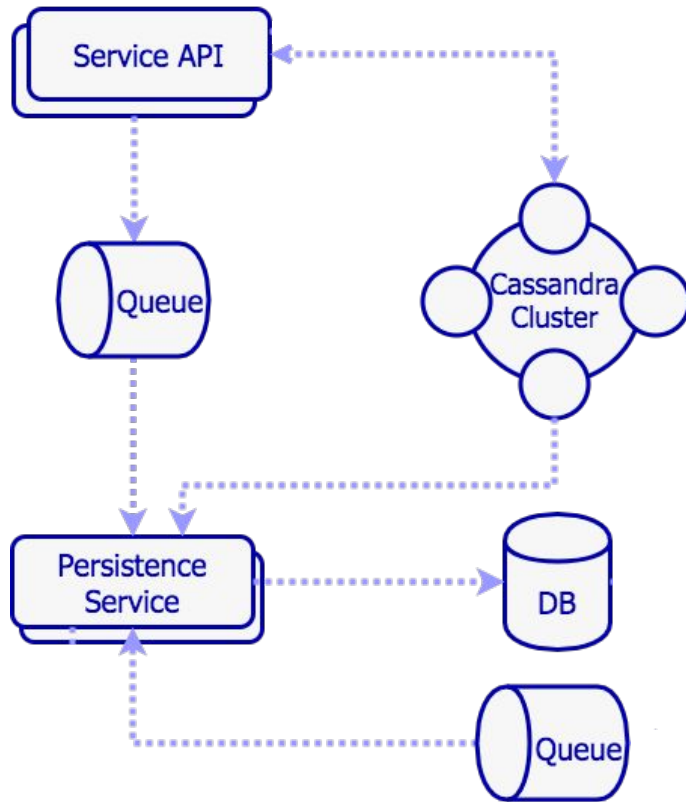 Service API
Queue
Cassandra
Cluster
Persistence
Service
DB
Queue